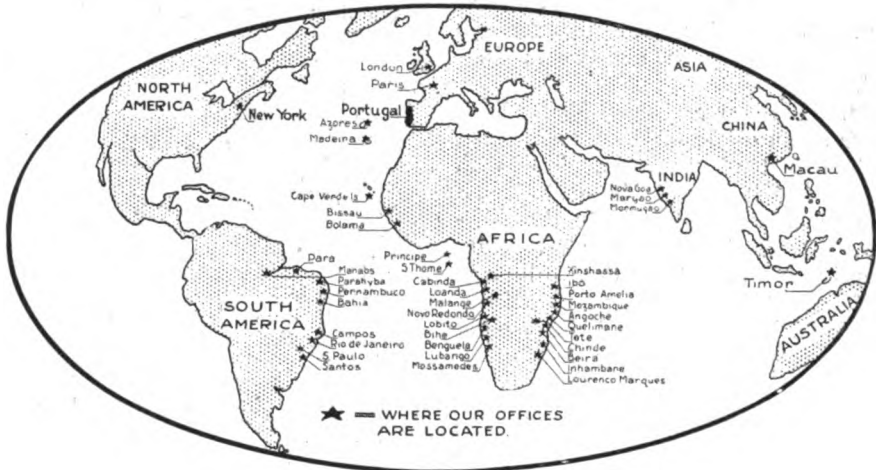 EUROPE
ASIA
London
NORTH
AMERICA
Paris
New York
Portugal
Azores
Madeira
CHINA
Macau
INDIA
Nova Goa
Margao
Mormugao
Cape Verde Is
Bissau
Bolama
AFRICA
Principe
S Thome
Para
Manaos
Parahyba
Pernambuco
Bahia
SOUTH
AMERICA
Campos
Rio de Janeiro
S Paulo
Santos
Cabinda
Loanda
Malange
Novo Redondo
Lobito
Bihe
Benguela
Lubango
Mossamedes
Kinshassa
Ibo
Porto Amelia
Mozambique
Angoche
Quelimane
Tete
Chinde
Beira
Inhambane
Lourenco Marques
Timor
AUSTRALIA
= WHERE OUR OFFICES
ARE LOCATED.